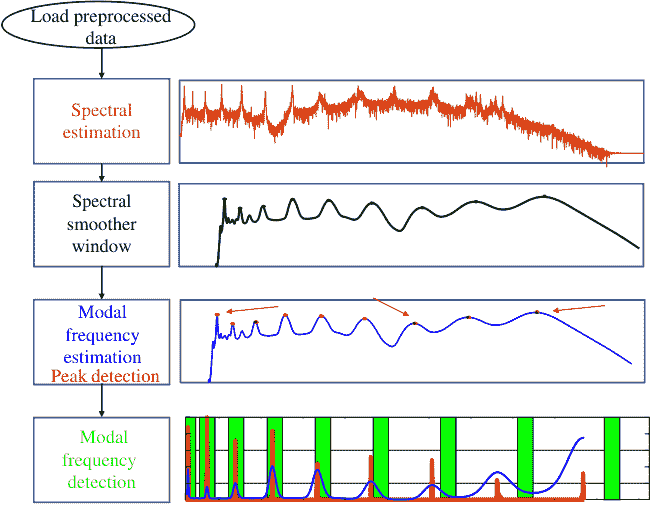 Load preprocessed
data
Spectral
estimation
Spectral
smoother
window
Modal
frequency
estimation
Peak detection
Modal
frequency
detection